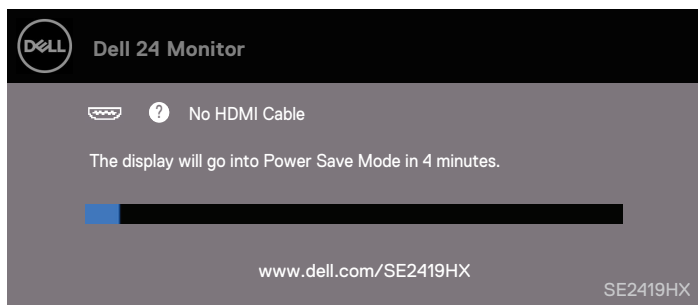 DELL
Dell 24 Monitor
? No HDMI Cable
The display will go into Power Save Mode in 4 minutes.
www.dell.com/SE2419HX
SE2419HX